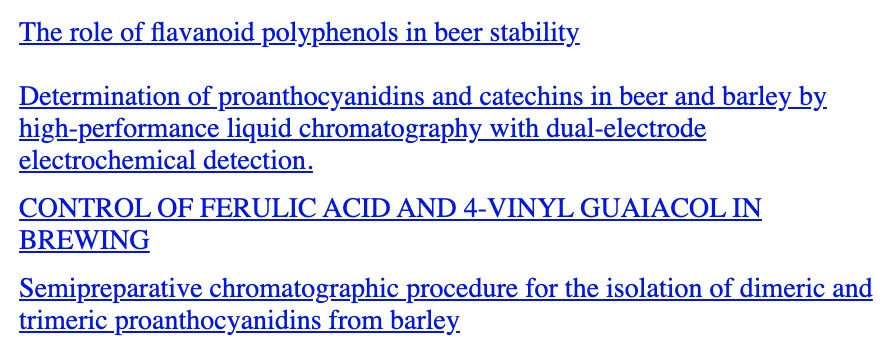 The role of flavanoid polyphenols in beer stability
Determination of proanthocyanidins and catechins in beer and barley by
high-performance liquid chromatography with dual-electrode
electrochemical detection.
CONTROL OF FERULIC ACID AND 4-VINYL GUAIACOL IN
BREWING
Semipreparative chromatographic procedure for the isolation of dimeric and
trimeric proanthocyanidins from barley